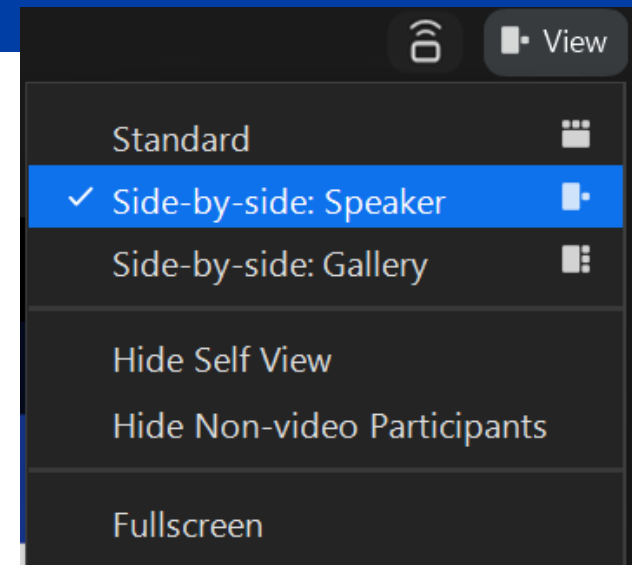 View
Standard
Side-by-side: Speaker
Side-by-side: Gallery
Hide Self View
Hide Non-video Participants
Fullscreen